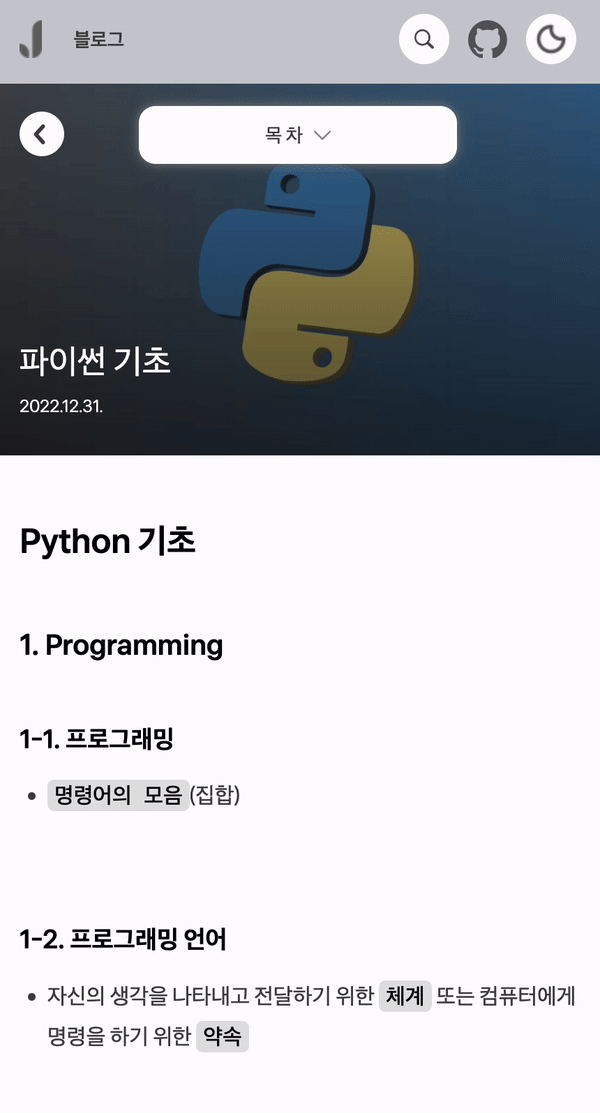 블로그
목차
파이썬 기초
2022.12.31.
Python 기초
1. Programming
1-1. 프로그래밍
명령어의 모음(집합)
1-2. 프로그래밍 언어
자신의 생각을 나타내고 전달하기 위한 체계 또는 컴퓨터에게
명령을 하기 위한 약속